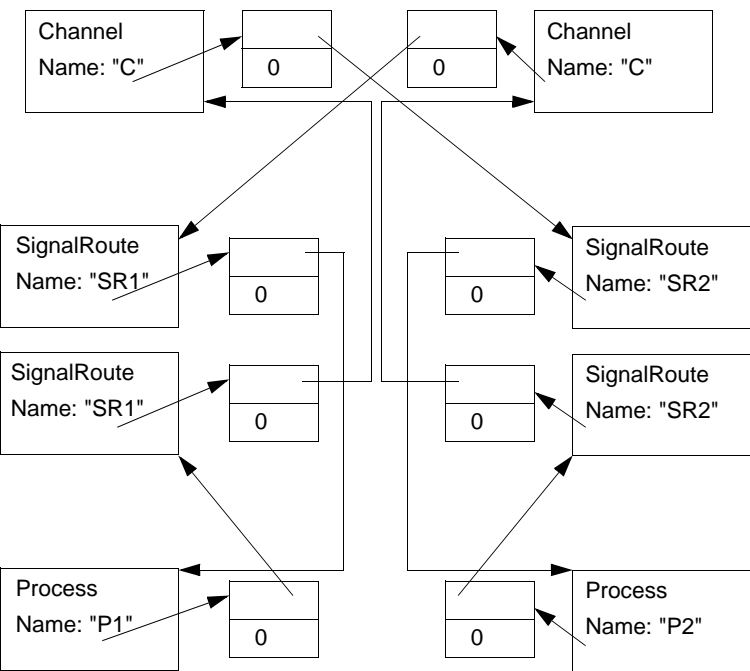 Channel
Name: "C"
0
0
Channel
Name: "C"
SignalRoute
Name: "SR1"
0
0
SignalRoute
Name: "SR2"
SignalRoute
Name: "SR1"
0
0
SignalRoute
Name: "SR2"
Process
Name: "P1"
0
0
Process
Name: "P2"